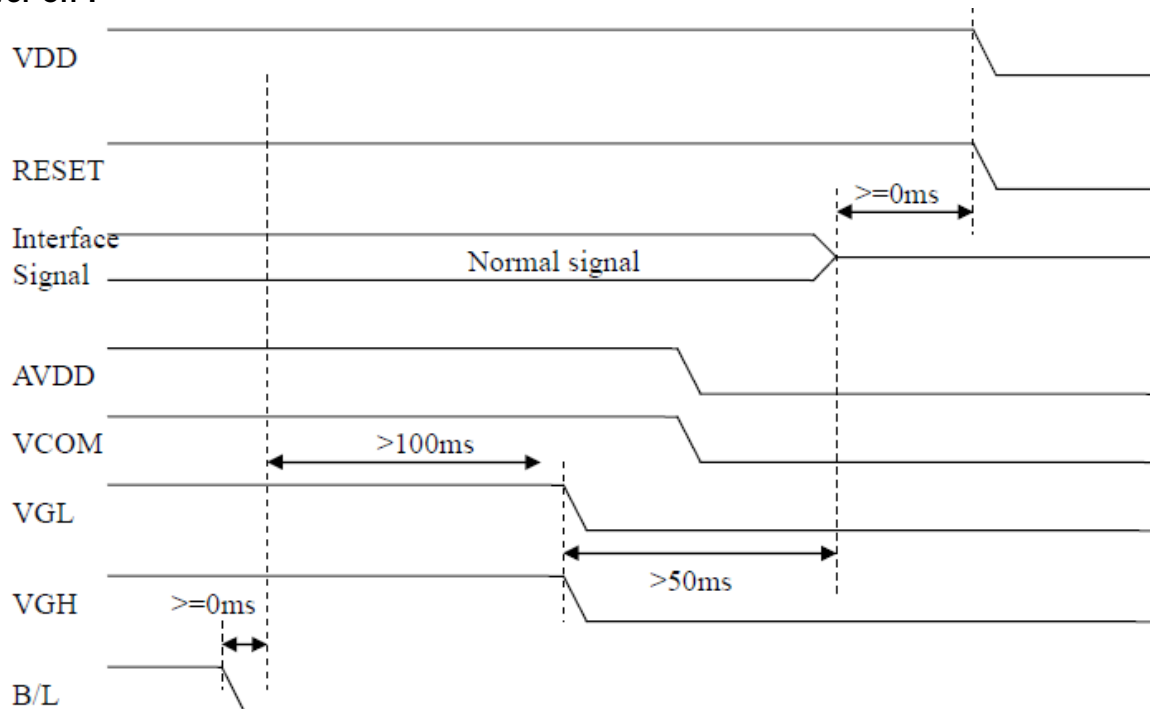 VDD
RESET
>=0ms
Interface
Signal
Normal signal
AVDD
VCOM
>100ms
VGL
>50ms
VGH
>=0ms
B/L